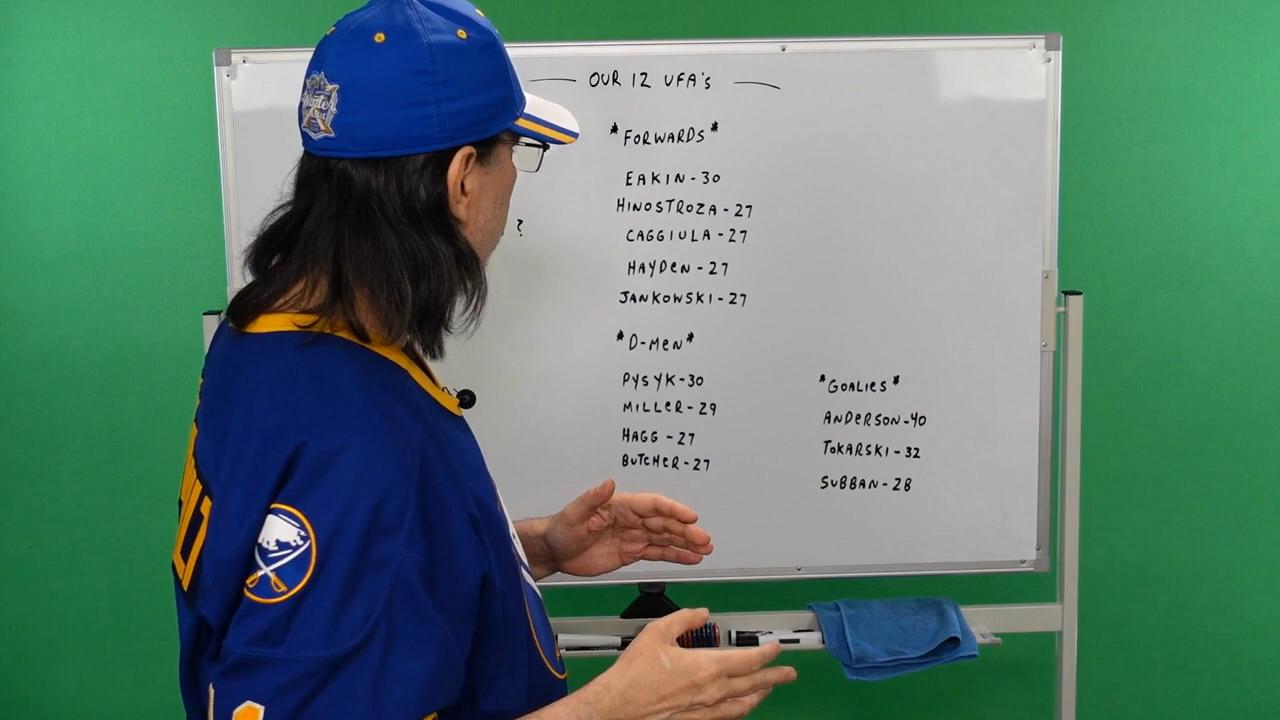 OUR 12 UFA's
*FORWARDS*
EAKIN-30
HINOSTROZA-27
CAGGIULA-27
HAYDEN-27
JANKOWSKI-27
?
*D-MEN*
PYSYK-30
MILLER-29
HAGG-27
BUTCHER-27
*GOALIES*
ANDERSON-40
TOKARSKI-32
SUBBAN-28
Winter